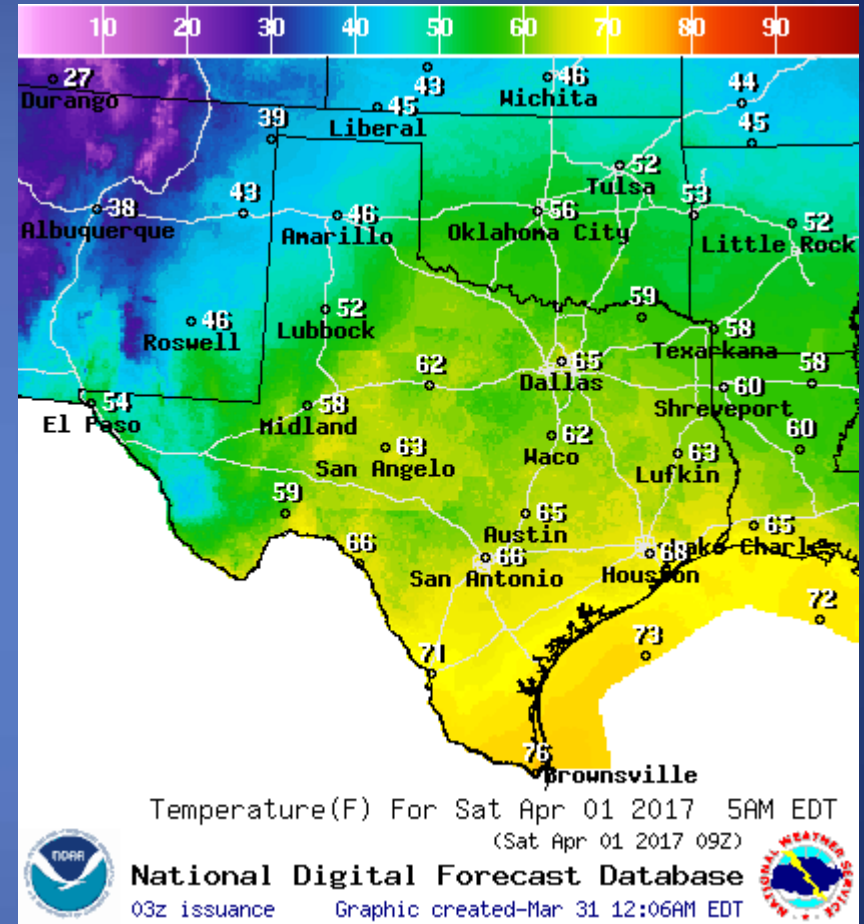 10 20 30 40 50 60 70 80 90
27
Durango
43
46
Wichita
44
45
Liberal
39
45
52
Tulsa
38
Albuquerque
43
46
Amarillo
56
Oklahoma City
53
52
Little Rock
46
Roswell
52
Lubbock
59
58
Texarkana
62
65
Dallas
58
60
Shreveport
54
El Paso
58
Midland
63
San Angelo
62
Waco
63
Lufkin
60
59
65
Austin
65
Lake Charles
66
66
San Antonio
68
Houston
72
71
73
76
Brownsville
Temperature(F) For Sat Apr 01 2017 5AM EDT
(Sat Apr 01 2017 09Z)
National Digital Forecast Database
03z issuance Graphic created-Mar 31 12:06AM EDT
NOAA
NATIONAL WEATHER SERVICE